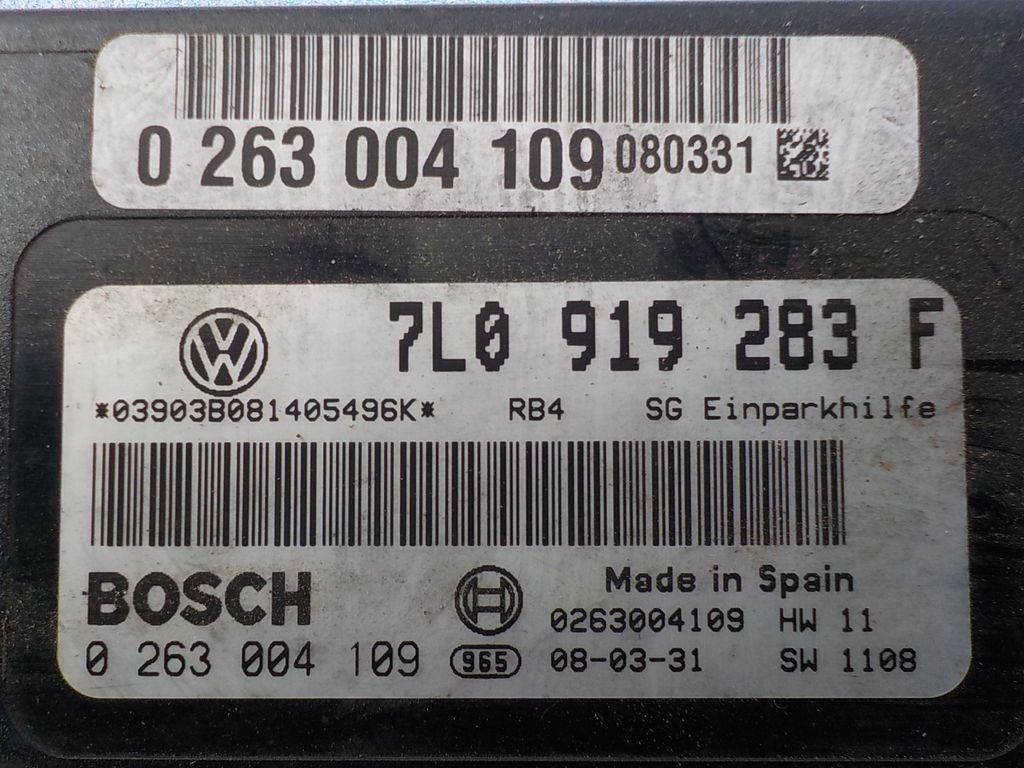 0 263 004 109 080331
7L0 919 283 F
*03903B081405496K* RB4 SG Einparkhilfe
BOSCH
Made in Spain
0263004109 HW 11
0 263 004 109 965 08-03-31 SW 1108